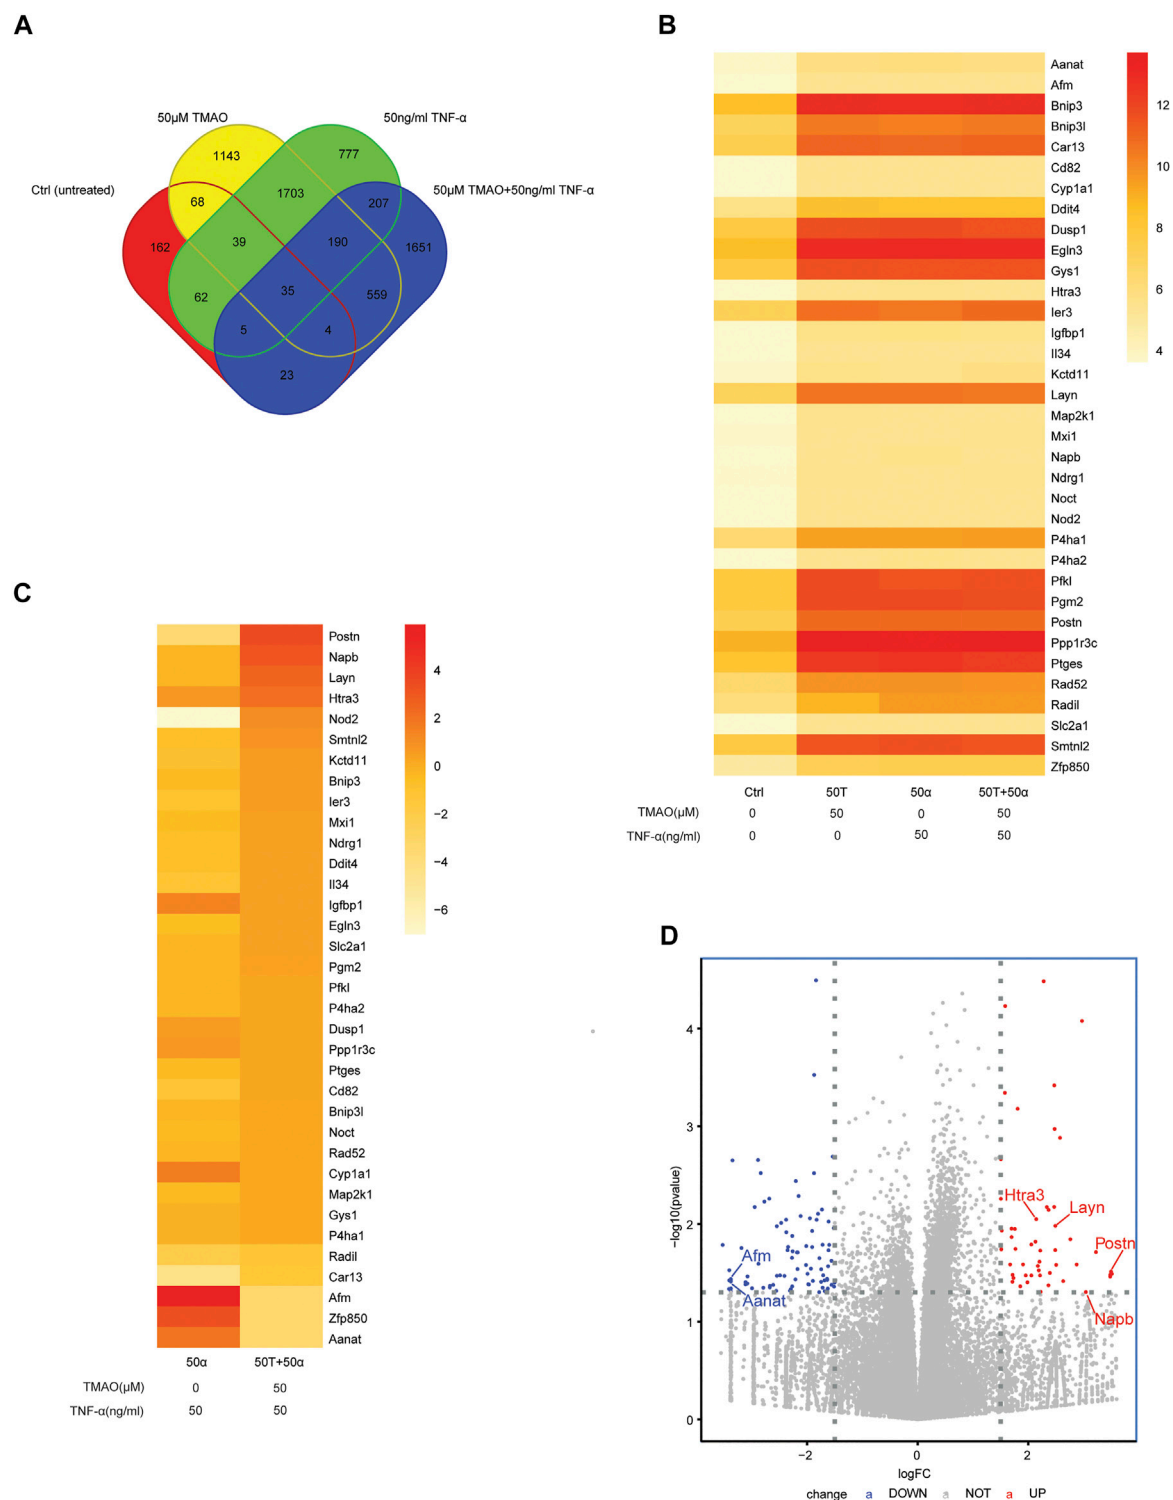 A
50μM TMAO
50ng/ml TNF-α
Ctrl (untreated)
50μM TMAO+50ng/ml TNF-α
1143
777
68
1703
207
162
39
190
1651
62
35
559
5
4
23
B
Aanat
Afm
Bnip3
Bnip3l
Car13
Cd82
Cyp1a1
Ddit4
Dusp1
Egln3
Gys1
Htra3
Ier3
Igfbp1
Il34
Kctd11
Layn
Map2k1
Mxi1
Napb
Ndrg1
Noct
Nod2
P4ha1
P4ha2
Pfkl
Pgm2
Postn
Ppp1r3c
Ptges
Rad52
Radil
Slc2a1
Smtnl2
Zfp850
12
10
8
6
4
Ctrl 50T 50α 50T+50α
TMAO(μM) 0 50 0 50
TNF-α(ng/ml) 0 0 50 50
C
Postn
Napb
Layn
Htra3
Nod2
Smtnl2
Kctd11
Bnip3
Ier3
Mxi1
Ndrg1
Ddit4
Il34
Igfbp1
Egln3
Slc2a1
Pgm2
Pfkl
P4ha2
Dusp1
Ppp1r3c
Ptges
Cd82
Bnip3l
Noct
Rad52
Cyp1a1
Map2k1
Gys1
P4ha1
Radil
Car13
Afm
Zfp850
Aanat
4
2
0
−2
−4
−6
50α 50T+50α
TMAO(μM) 0 50
TNF-α(ng/ml) 50 50
D
−log10(pvalue)
4
3
2
1
0
Htra3
Layn
Postn
Napb
Afm
Aanat
−2 0 2
logFC
change a DOWN a NOT a UP